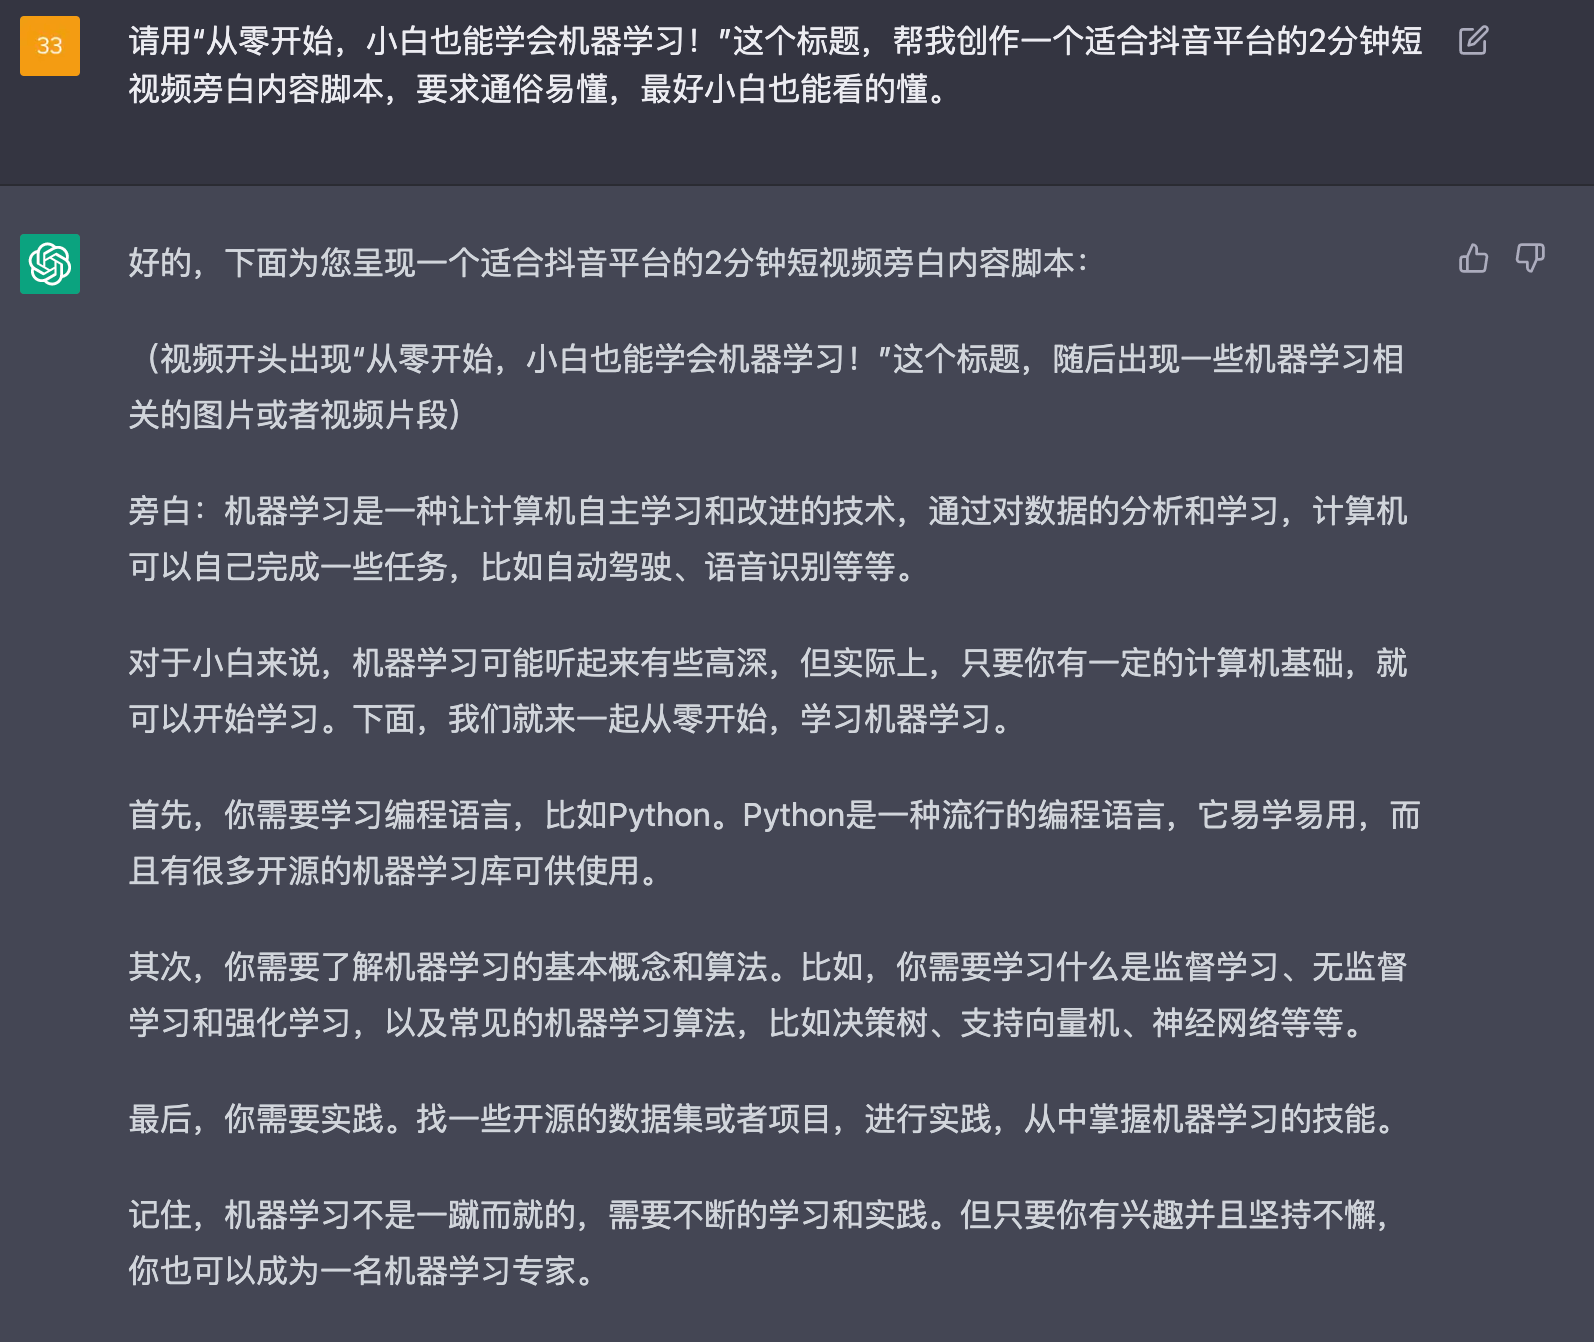 33
请用“从零开始，小白也能学会机器学习！”这个标题，帮我创作一个适合抖音平台的2分钟短
视频旁白内容脚本，要求通俗易懂，最好小白也能看的懂。
好的，下面为您呈现一个适合抖音平台的2分钟短视频旁白内容脚本：
（视频开头出现“从零开始，小白也能学会机器学习！”这个标题，随后出现一些机器学习相
关的图片或者视频片段）
旁白：机器学习是一种让计算机自主学习和改进的技术，通过对数据的分析和学习，计算机
可以自己完成一些任务，比如自动驾驶、语音识别等等。
对于小白来说，机器学习可能听起来有些高深，但实际上，只要你有一定的计算机基础，就
可以开始学习。下面，我们就来一起从零开始，学习机器学习。
首先，你需要学习编程语言，比如Python。Python是一种流行的编程语言，它易学易用，而
且有很多开源的机器学习库可供使用。
其次，你需要了解机器学习的基本概念和算法。比如，你需要学习什么是监督学习、无监督
学习和强化学习，以及常见的机器学习算法，比如决策树、支持向量机、神经网络等等。
最后，你需要实践。找一些开源的数据集或者项目，进行实践，从中掌握机器学习的技能。
记住，机器学习不是一蹴而就的，需要不断的学习和实践。但只要你有兴趣并且坚持不懈，
你也可以成为一名机器学习专家。